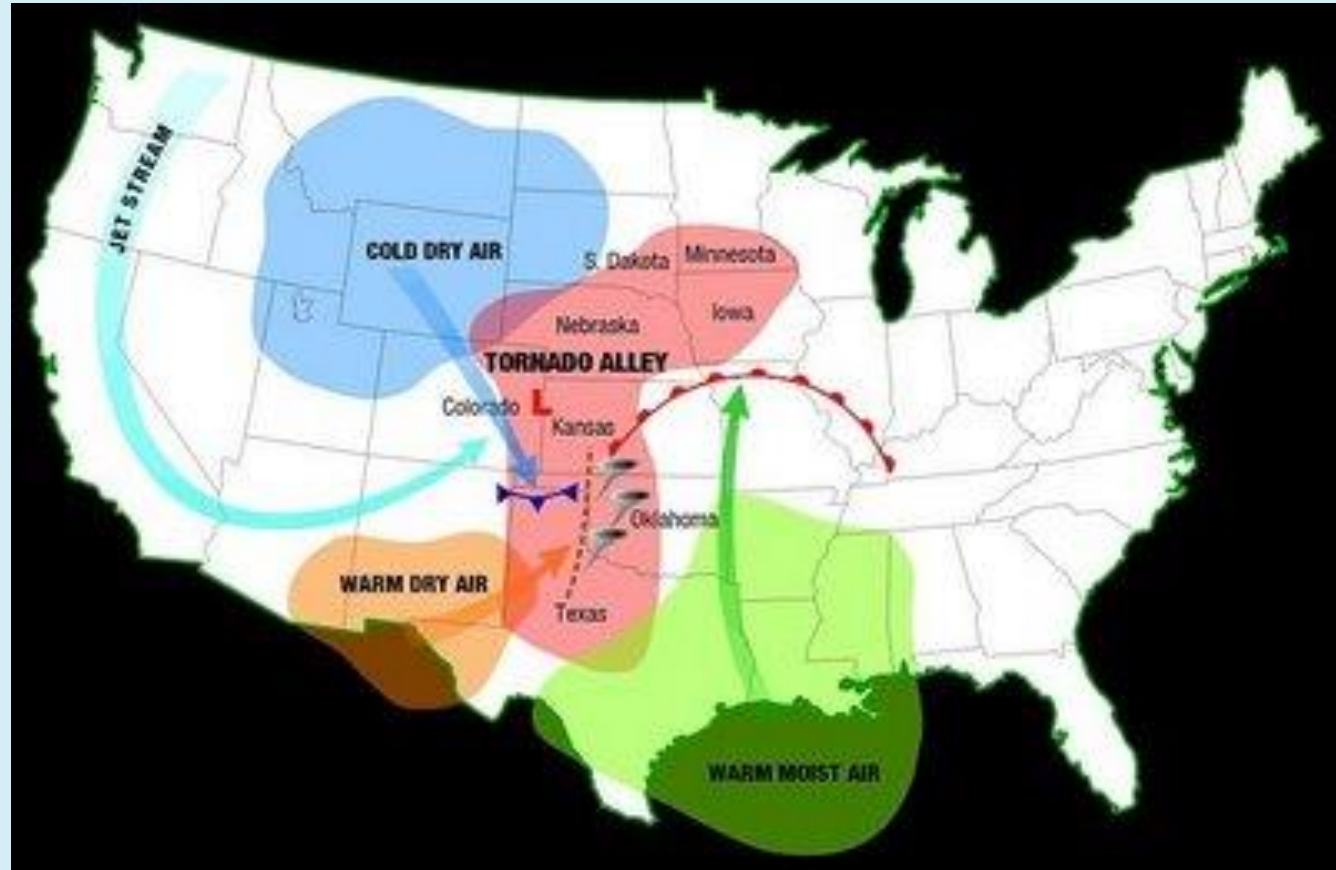 JET STREAM
COLD DRY AIR
S. Dakota
Minnesota
Nebraska
Iowa
TORNADO ALLEY
Colorado
L
Kansas
Oklahoma
WARM DRY AIR
Texas
WARM MOIST AIR